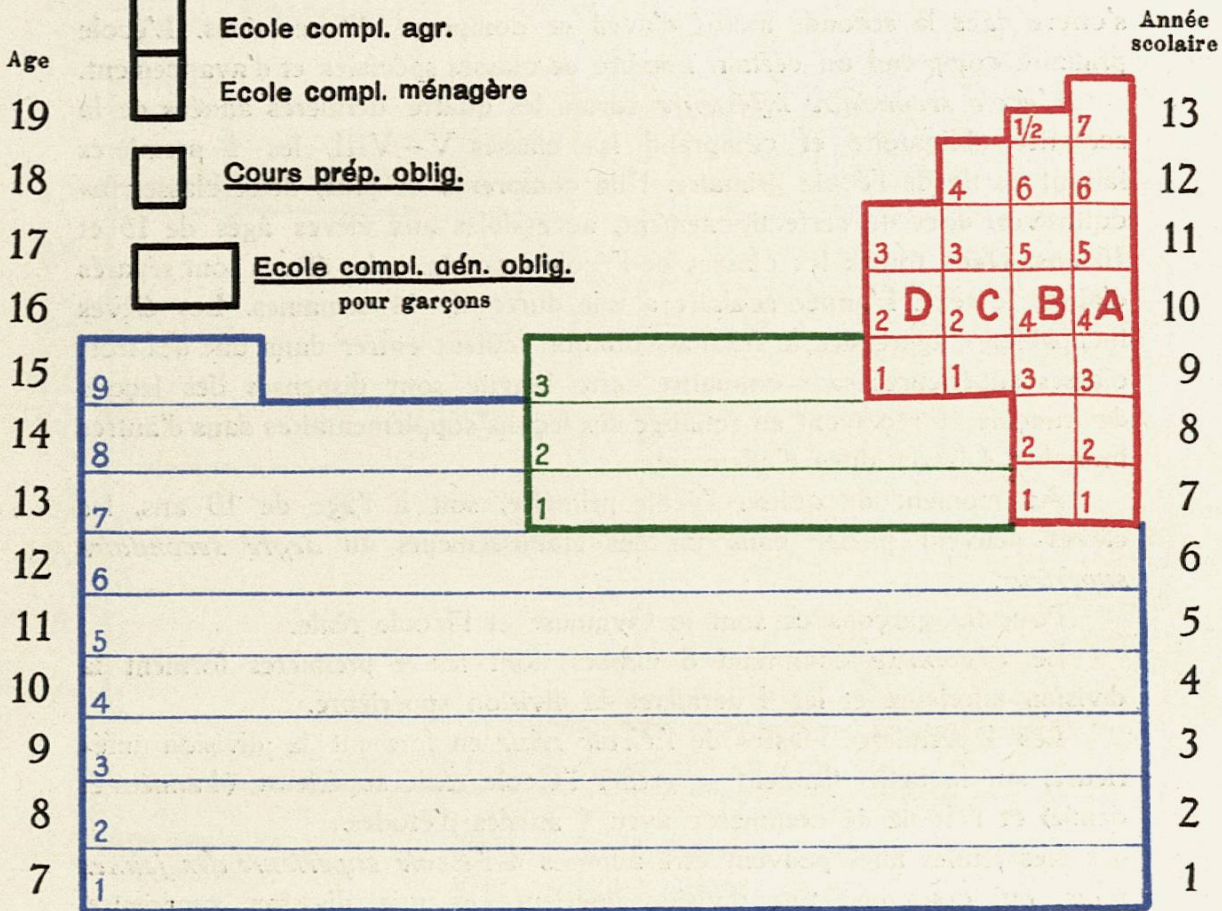 Année
scolaire
Ecole compl. agr.
Age
Ecole compl. ménagère
19 1/2 7 13
Cours prép. oblig.
18 4 6 6 12
17 3 3 5 5 11
Ecole compl. gén. oblig.
pour garçons
16 2 D 2 C 4 B 4 A 10
15 9 3 1 1 3 3 9
14 8 2 2 2 8
13 7 1 1 7
12 6 6
11 5 5
10 4 4
9 3 3
8 2 2
7 1 1